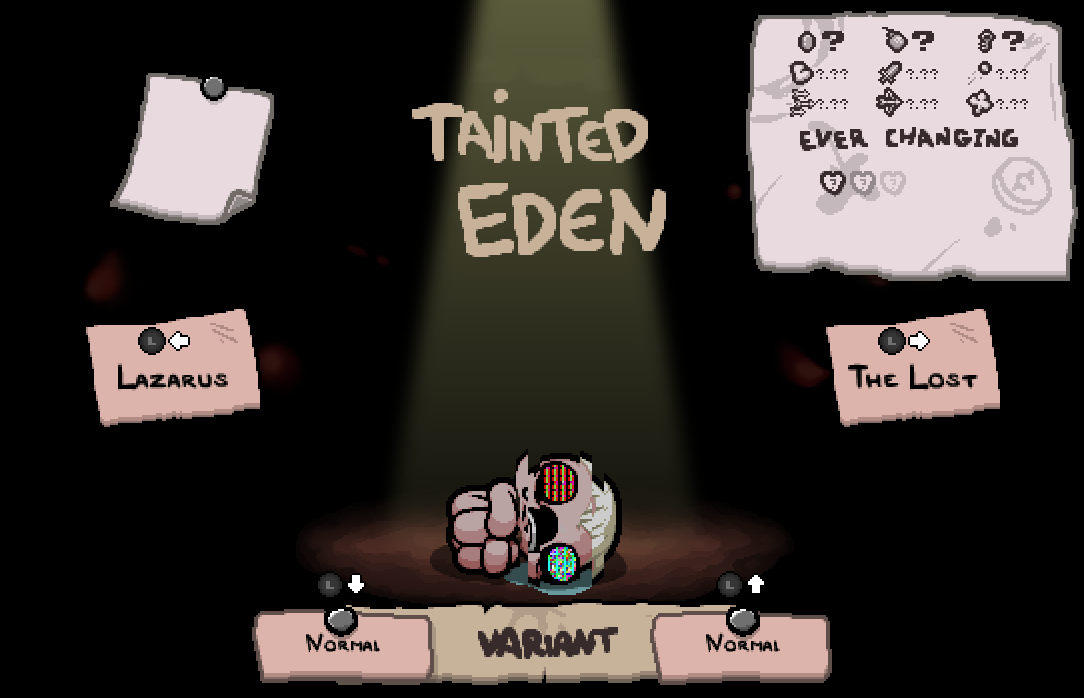 TAINTED
EDEN
? ? ?
?.?? ?.?? ?.??
?.?? ?.?? ?.??
EVER CHANGING
? ? ?
L
LAZARUS
L
THE LOST
L
NORMAL
VARIANT
L
NORMAL